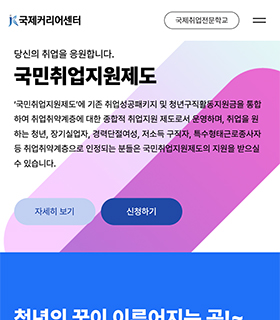 국제커리어센터
국제취업전문학교
당신의 취업을 응원합니다.
국민취업지원제도
'국민취업지원제도'에 기존 취업성공패키지 및 청년구직활동지원금을 통합
하여 취업취약계층에 대한 종합적 취업지원 제도로서 운영하며, 취업을 원
하는 청년, 장기실업자, 경력단절여성, 저소득 구직자, 특수형태근로종사자
등 취업취약계층으로 인정되는 분들은 국민취업지원제도의 지원을 받으실
수 있습니다.
자세히 보기
신청하기
청년의 꿈이 이루어지는 곳!~